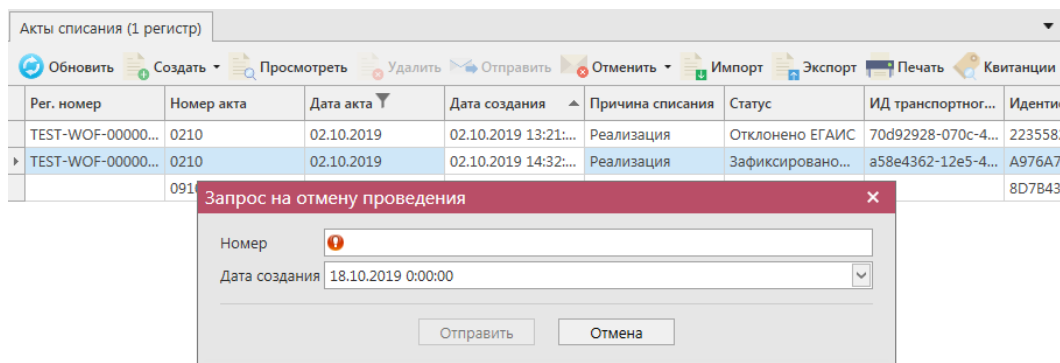 Акты списания (1 регистр)
Обновить Создать Просмотреть Удалить Отправить Отменить Импорт Экспорт Печать Квитанции
Рег. номер Номер акта Дата акта Дата создания Причина списания Статус ИД транспортног... Иденти
TEST-WOF-00000... 0210 02.10.2019 02.10.2019 13:21:... Реализация Отклонено ЕГАИС 70d92928-070c-4... 223558
TEST-WOF-00000... 0210 02.10.2019 02.10.2019 14:32:... Реализация Зафиксировано... a58e4362-12e5-4... A976A7
0910 8D7B43
Запрос на отмену проведения
Номер
Дата создания 18.10.2019 0:00:00
Отправить Отмена